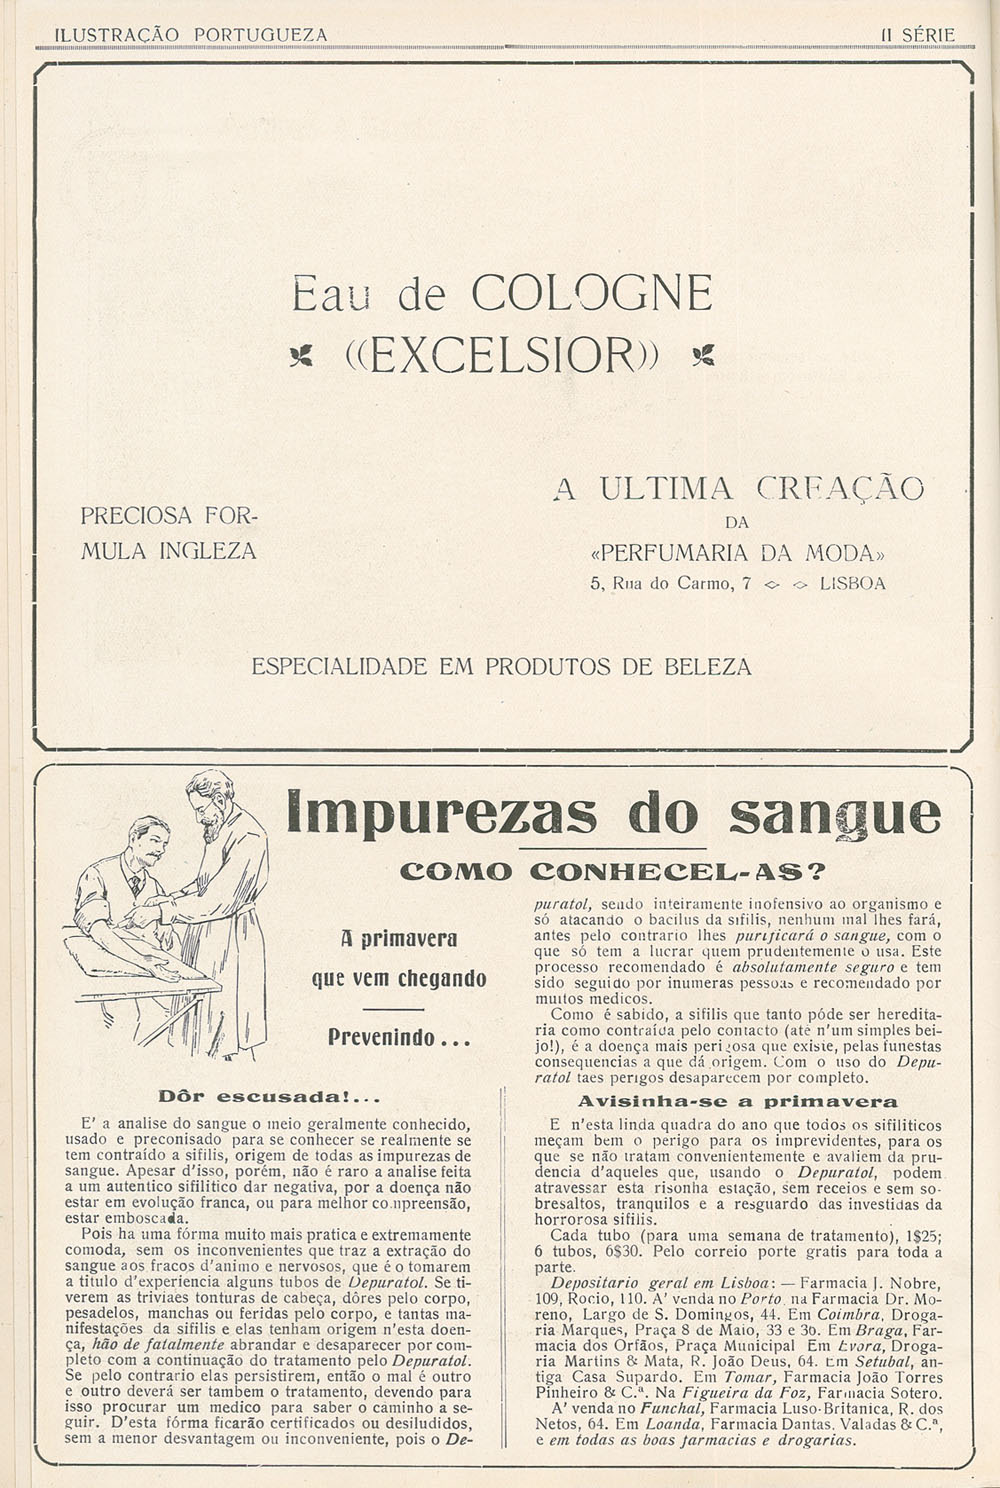 ILUSTRAÇÃO PORTUGUEZA
II SÉRIE
Eau de COLOGNE
((EXCELSIOR))
PRECIOSA FOR-
MULA INGLEZA
A ULTIMA CREAÇÃO
DA
«PERFUMARIA DA MODA»
5, Rua do Carmo, 7 LISBOA
ESPECIALIDADE EM PRODUTOS DE BELEZA
Impurezas do sangue
COMO CONHECEL-AS?
A primavera
que vem chegando
Prevenindo...
Dôr escusada!...
E' a analise do sangue o meio geralmente conhecido,
usado e preconisado para se conhecer se realmente se
tem contraído a sifilis, origem de todas as impurezas de
sangue. Apesar d'isso, porém, não é raro a analise feita
a um autentico sifilitico dar negativa, por a doença não
estar em evolução franca, ou para melhor compreensão,
estar emboscada.
Pois ha uma fórma muito mais pratica e extremamente
comoda, sem os inconvenientes que traz a extração do
sangue aos fracos d'animo e nervosos, que é o tomarem
a titulo d'experiencia alguns tubos de Depuratol. Se ti-
verem as triviaes tonturas de cabeça, dôres pelo corpo,
pesadelos, manchas ou feridas pelo corpo, e tantas ma-
nifestações da sifilis e elas tenham origem n'esta doen-
ça, hão de fatalmente abrandar e desaparecer por com-
pleto com a continuação do tratamento pelo Depuratol.
Se pelo contrario elas persistirem, então o mal é outro
e outro deverá ser tambem o tratamento, devendo para
isso procurar um medico para saber o caminho a se-
guir. D'esta fórma ficarão certificados ou desiludidos,
sem a menor desvantagem ou inconveniente, pois o De-
puratol, sendo inteiramente inofensivo ao organismo e
só atacando o bacilus da sifilis, nenhum mal lhes fará,
antes pelo contrario lhes purificará o sangue, com o
que só tem a lucrar quem prudentemente o usa. Este
processo recomendado é absolutamente seguro e tem
sido seguido por inumeras pessoas e recomendado por
muitos medicos.
Como é sabido, a sifilis que tanto póde ser heredita-
ria como contraída pelo contacto (até n'um simples bei-
jo!), é a doença mais perigosa que existe, pelas funestas
consequencias a que dá origem. Com o uso do Depu-
ratol taes perigos desaparecem por completo.
Avisinha-se a primavera
E n'esta linda quadra do ano que todos os sifiliticos
meçam bem o perigo para os imprevidentes, para os
que se não tratam convenientemente e avaliem da pru-
dencia d'aqueles que, usando o Depuratol, podem
atravessar esta risonha estação, sem receios e sem so-
bresaltos, tranquilos e a resguardo das investidas da
horrorosa sifilis.
Cada tubo (para uma semana de tratamento), 1$25;
6 tubos, 6$30. Pelo correio porte gratis para toda a
parte.
Depositario geral em Lisboa: — Farmacia J. Nobre,
109, Rocio, 110. A' venda no Porto na Farmacia Dr. Mo-
reno, Largo de S. Domingos, 44. Em Coimbra, Droga-
ria Marques, Praça 8 de Maio, 33 e 36. Em Braga, Far-
macia dos Orfãos, Praça Municipal Em Evora, Droga-
ria Martins & Mata, R. João Deus, 64. Em Setubal, an-
tiga Casa Supardo. Em Tomar, Farmacia João Torres
Pinheiro & C.ª. Na Figueira da Foz, Farmacia Sotero.
A' venda no Funchal, Farmacia Luso-Britanica, R. dos
Netos, 64. Em Loanda, Farmacia Dantas, Valadas & C.ª,
e em todas as boas farmacias e drogarias.